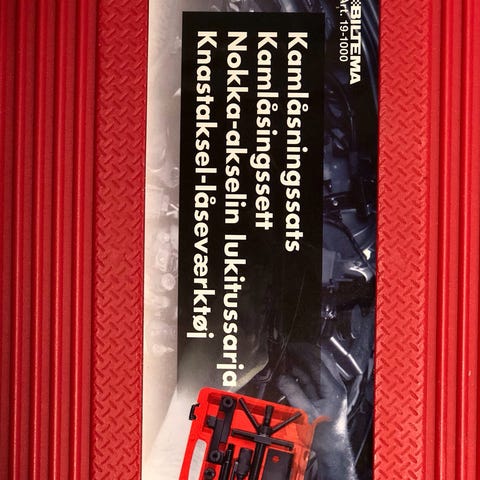 BILTEMA
Art. 19-1000
Kamlåsningssats
Kamlåsingssett
Nokka-akselin lukitussarja
Knastaksel-låseværktøj